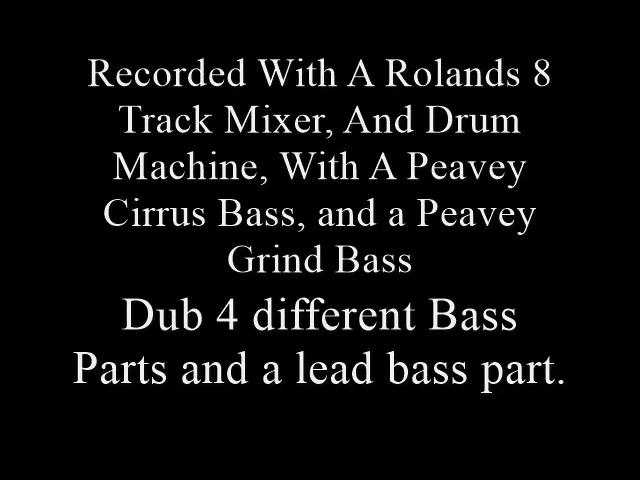 Recorded With A Rolands 8
Track Mixer, And Drum
Machine, With A Peavey
Cirrus Bass, and a Peavey
Grind Bass
Dub 4 different Bass
Parts and a lead bass part.